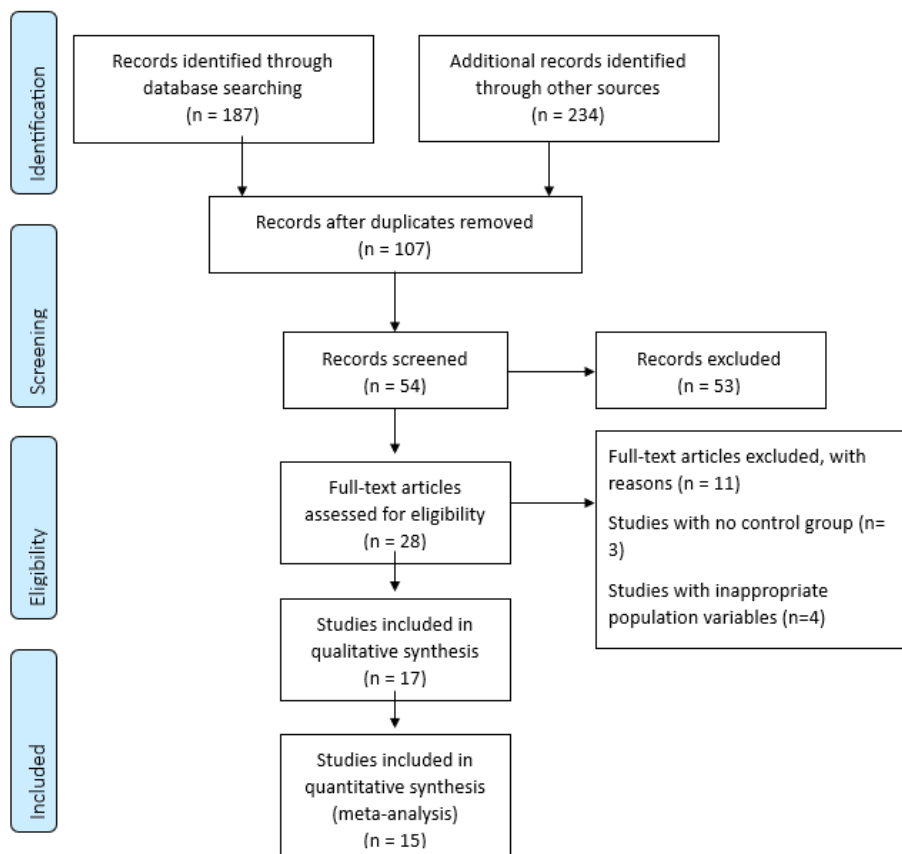 Identification
Records identified through
database searching
(n = 187)
Additional records identified
through other sources
(n = 234)
Records after duplicates removed
(n = 107)
Screening
Records screened
(n = 54)
Records excluded
(n = 53)
Eligibility
Full-text articles
assessed for eligibility
(n = 28)
Full-text articles excluded, with
reasons (n = 11)
Studies with no control group (n=
3)
Studies with inappropriate
population variables (n=4)
Studies included in
qualitative synthesis
(n = 17)
Included
Studies included in
quantitative synthesis
(meta-analysis)
(n = 15)